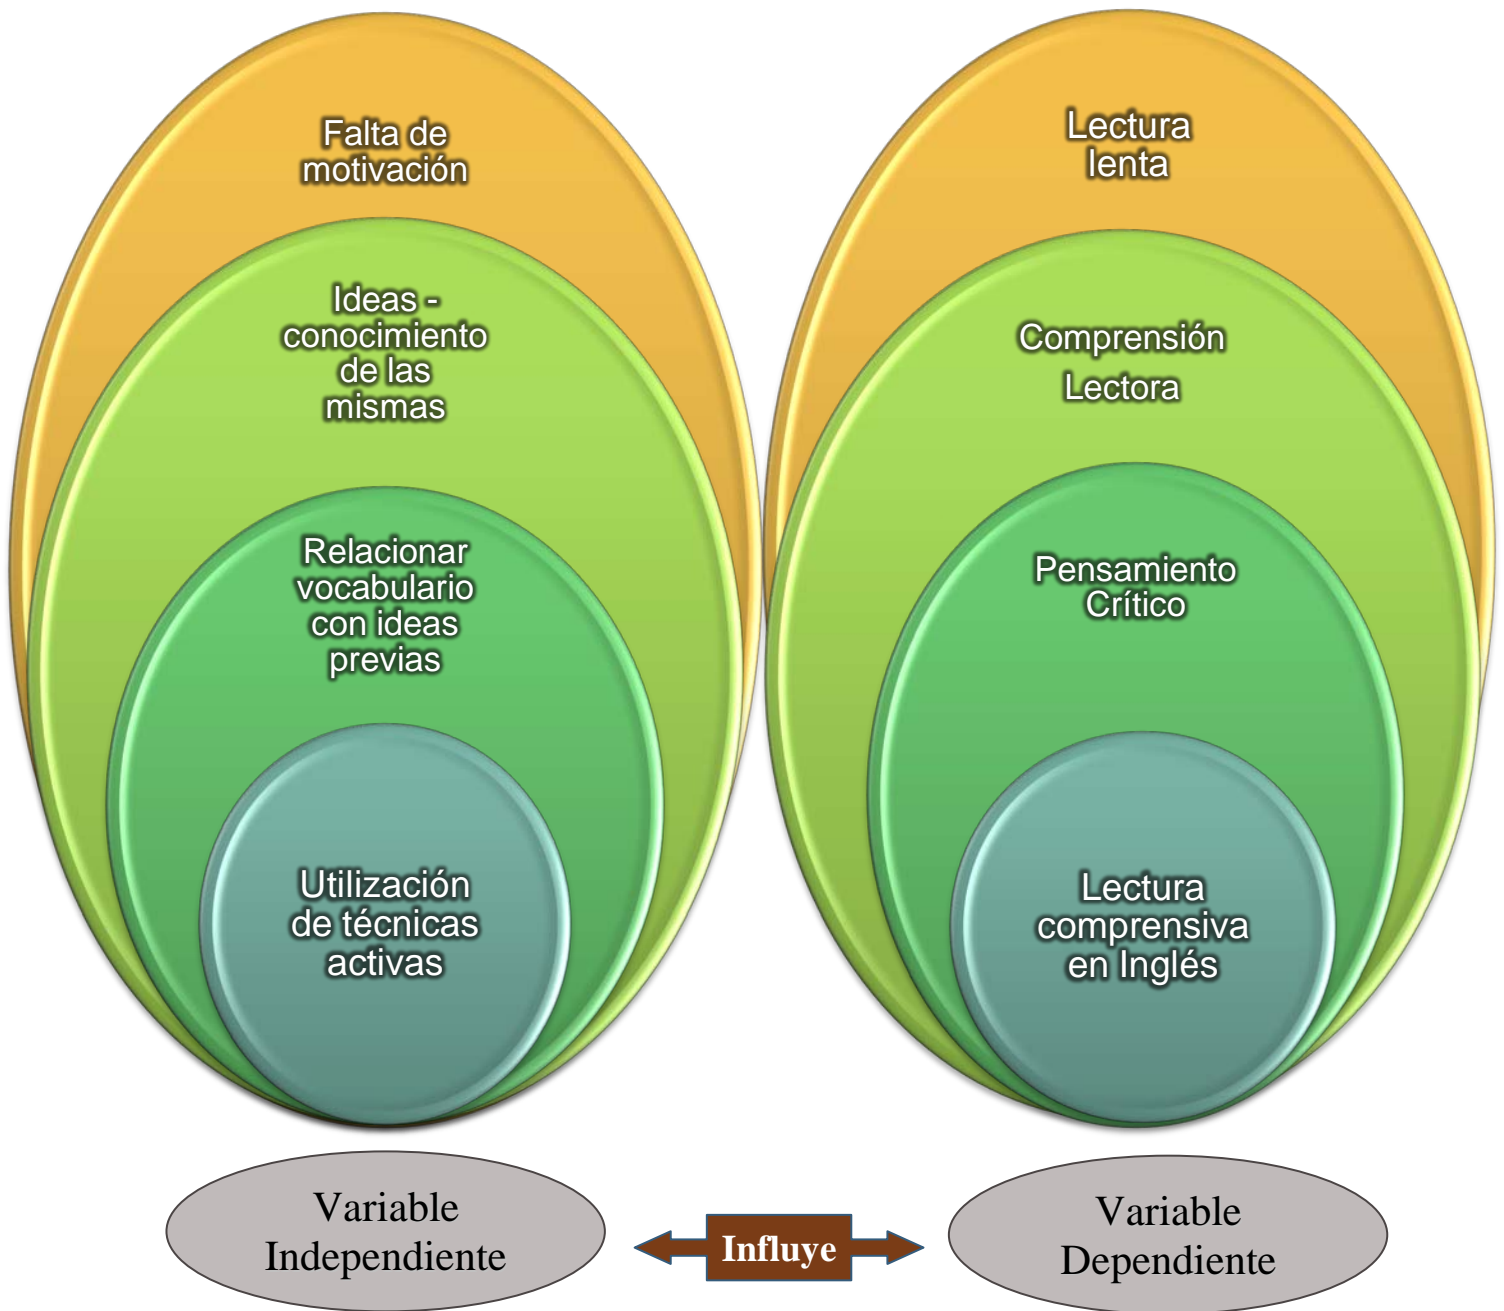 Falta de
motivación
Ideas -
conocimiento
de las
mismas
Relacionar
vocabulario
con ideas
previas
Utilización
de técnicas
activas
Lectura
lenta
Comprensión
Lectora
Pensamiento
Crítico
Lectura
comprensiva
en Inglés
Variable
Independiente
Influye
Variable
Dependiente